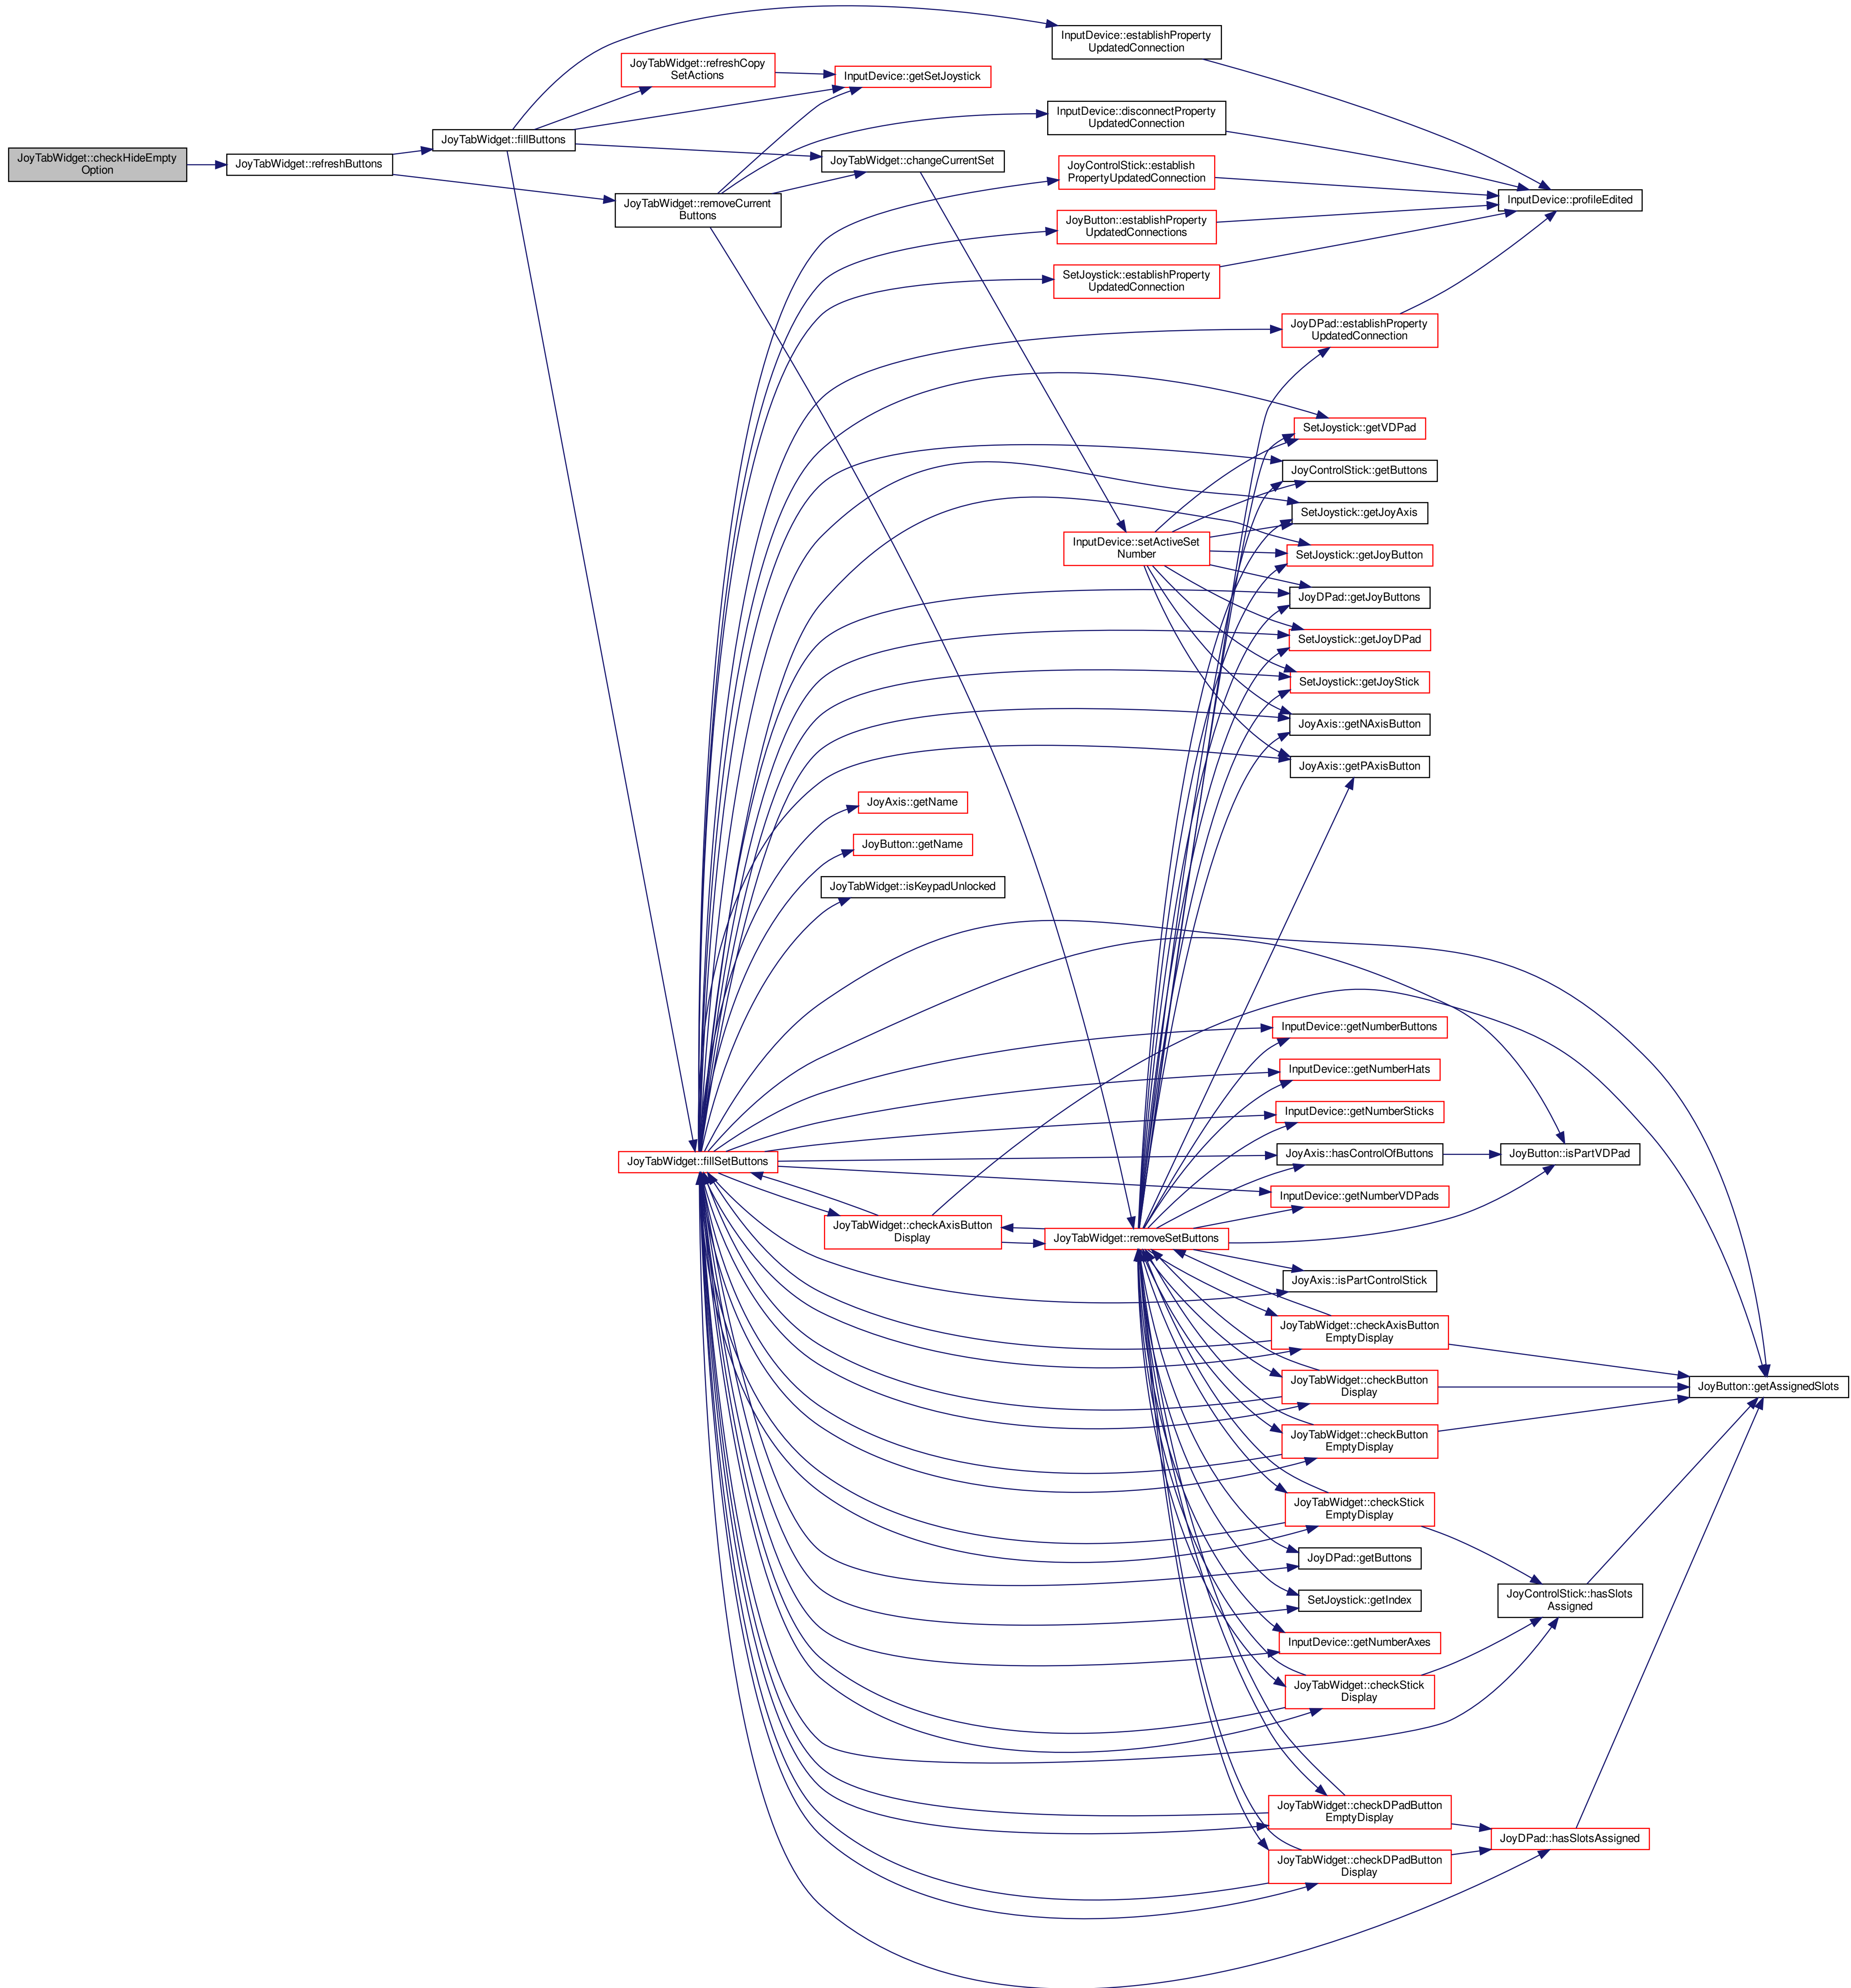 JoyTabWidget::checkHideEmpty
Option
JoyTabWidget::refreshButtons
JoyTabWidget::fillButtons
JoyTabWidget::removeCurrent
Buttons
JoyTabWidget::refreshCopy
SetActions
InputDevice::getSetJoystick
JoyTabWidget::changeCurrentSet
InputDevice::establishProperty
UpdatedConnection
InputDevice::disconnectProperty
UpdatedConnection
JoyControlStick::establish
PropertyUpdatedConnection
JoyButton::establishProperty
UpdatedConnections
SetJoystick::establishProperty
UpdatedConnection
InputDevice::profileEdited
JoyDPad::establishProperty
UpdatedConnection
SetJoystick::getVDPad
JoyControlStick::getButtons
SetJoystick::getJoyAxis
InputDevice::setActiveSet
Number
SetJoystick::getJoyButton
JoyDPad::getJoyButtons
SetJoystick::getJoyDPad
SetJoystick::getJoyStick
JoyAxis::getNAxisButton
JoyAxis::getPAxisButton
JoyAxis::getName
JoyButton::getName
JoyTabWidget::isKeypadUnlocked
InputDevice::getNumberButtons
InputDevice::getNumberHats
InputDevice::getNumberSticks
JoyTabWidget::fillSetButtons
JoyAxis::hasControlOfButtons
JoyButton::isPartVDPad
InputDevice::getNumberVDPads
JoyTabWidget::checkAxisButton
Display
JoyTabWidget::removeSetButtons
JoyAxis::isPartControlStick
JoyTabWidget::checkAxisButton
EmptyDisplay
JoyTabWidget::checkButton
Display
JoyButton::getAssignedSlots
JoyTabWidget::checkButton
EmptyDisplay
JoyTabWidget::checkStick
EmptyDisplay
JoyDPad::getButtons
SetJoystick::getIndex
JoyControlStick::hasSlots
Assigned
InputDevice::getNumberAxes
JoyTabWidget::checkStick
Display
JoyTabWidget::checkDPadButton
EmptyDisplay
JoyDPad::hasSlotsAssigned
JoyTabWidget::checkDPadButton
Display